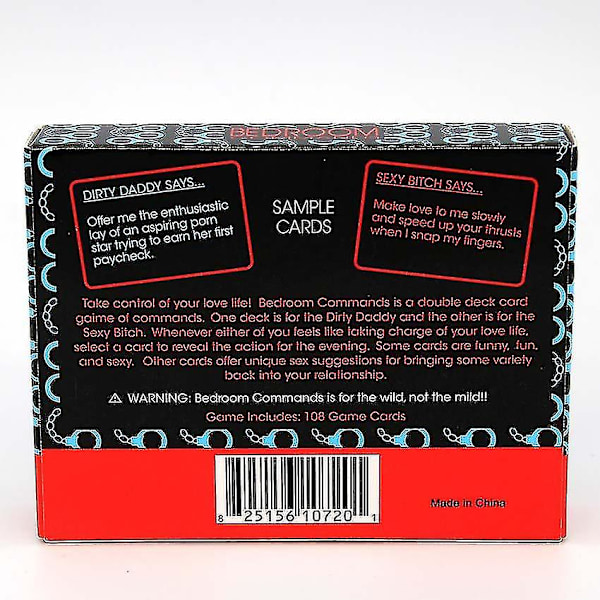 BEDROOM
DIRTY DADDY SAYS...
Offer me the enthusiastic
lay of an aspiring porn
star trying to earn her first
paycheck.
SAMPLE
CARDS
SEXY BITCH SAYS...
Make love to me slowly
and speed up your thrusts
when I snap my fingers.
Take control of your love life! Bedroom Commands is a double deck card
game of commands. One deck is for the Dirty Daddy and the other is for the
Sexy Bitch. Whenever either of you feels like taking charge of your love life,
select a card to reveal the action for the evening. Some cards are funny, fun,
and sexy. Other cards offer unique sex suggestions for bringing some variety
back into your relationship.
⚠ WARNING: Bedroom Commands is for the wild, not the mild!!
Game Includes: 108 Game Cards
8 25156 10720 1
Made in China